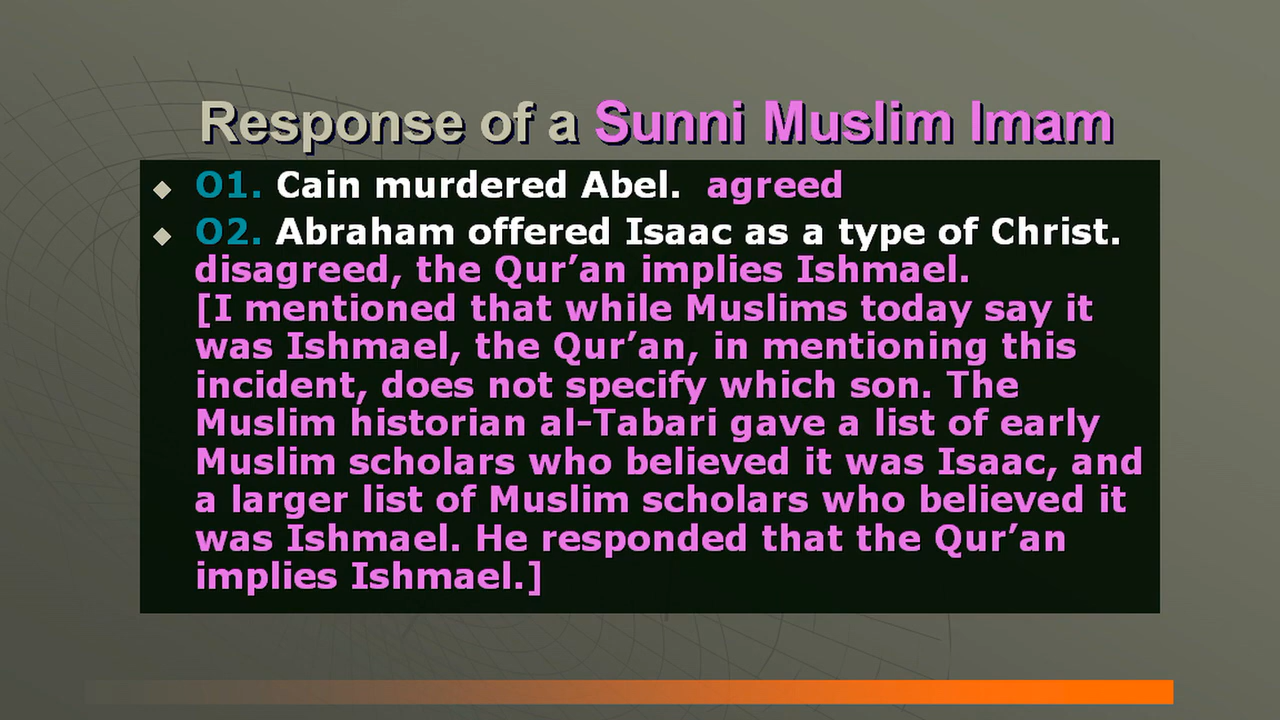 Response of a Sunni Muslim Imam
O1. Cain murdered Abel. agreed
O2. Abraham offered Isaac as a type of Christ.
disagreed, the Qur’an implies Ishmael.
[I mentioned that while Muslims today say it
was Ishmael, the Qur’an, in mentioning this
incident, does not specify which son. The
Muslim historian al-Tabari gave a list of early
Muslim scholars who believed it was Isaac, and
a larger list of Muslim scholars who believed it
was Ishmael. He responded that the Qur’an
implies Ishmael.]